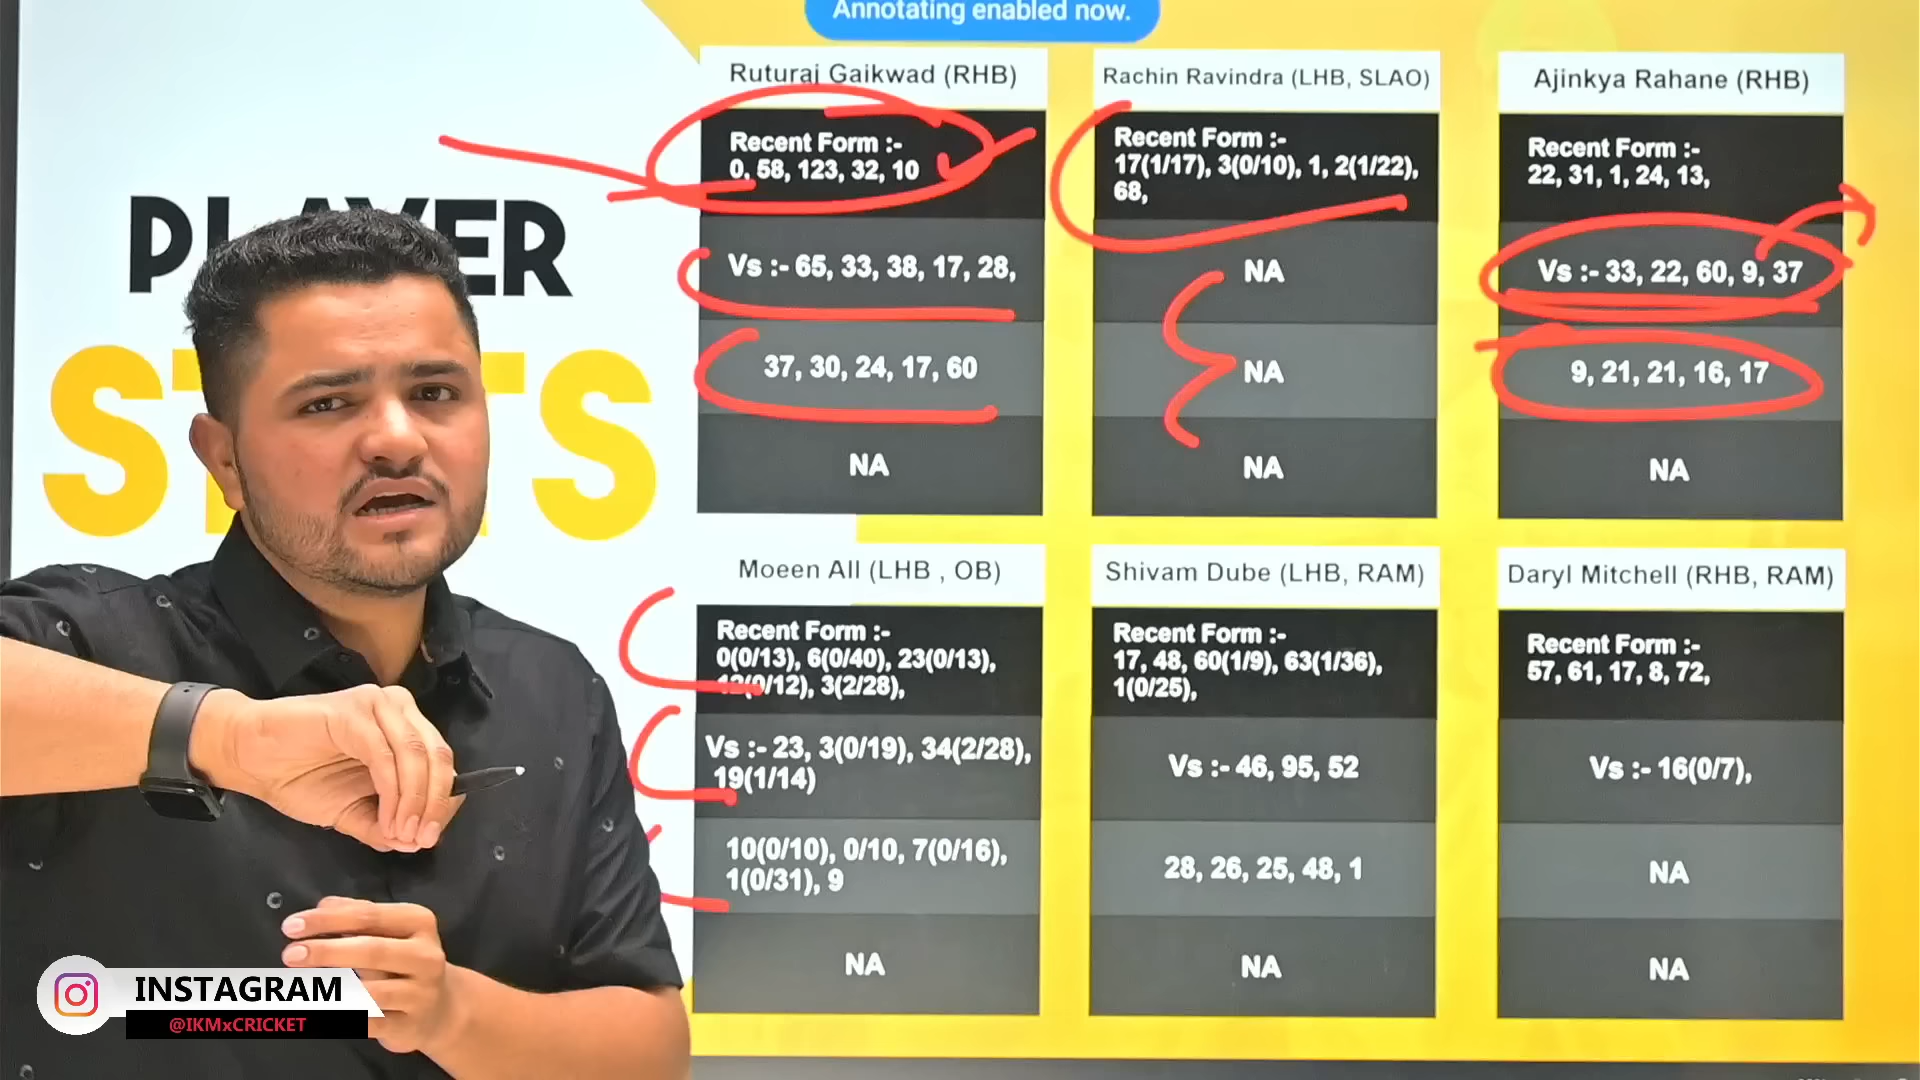 Annotating enabled now.
PLAYER
STATS
Ruturaj Gaikwad (RHB)
Recent Form :-
0, 58, 123, 32, 10
Vs :- 65, 33, 38, 17, 28,
37, 30, 24, 17, 60
NA
Rachin Ravindra (LHB, SLAO)
Recent Form :-
17(1/17), 3(0/10), 1, 2(1/22),
68,
NA
NA
NA
Ajinkya Rahane (RHB)
Recent Form :-
22, 31, 1, 24, 13,
Vs :- 33, 22, 60, 9, 37
9, 21, 21, 16, 17
NA
Moeen All (LHB , OB)
Recent Form :-
0(0/13), 6(0/40), 23(0/13),
12(0/12), 3(2/28),
Vs :- 23, 3(0/19), 34(2/28),
19(1/14)
10(0/10), 0/10, 7(0/16),
1(0/31), 9
NA
Shivam Dube (LHB, RAM)
Recent Form :-
17, 48, 60(1/9), 63(1/36),
1(0/25),
Vs :- 46, 95, 52
28, 26, 25, 48, 1
NA
Daryl Mitchell (RHB, RAM)
Recent Form :-
57, 61, 17, 8, 72,
Vs :- 16(0/7),
NA
NA
INSTAGRAM
@IKMxCRICKET